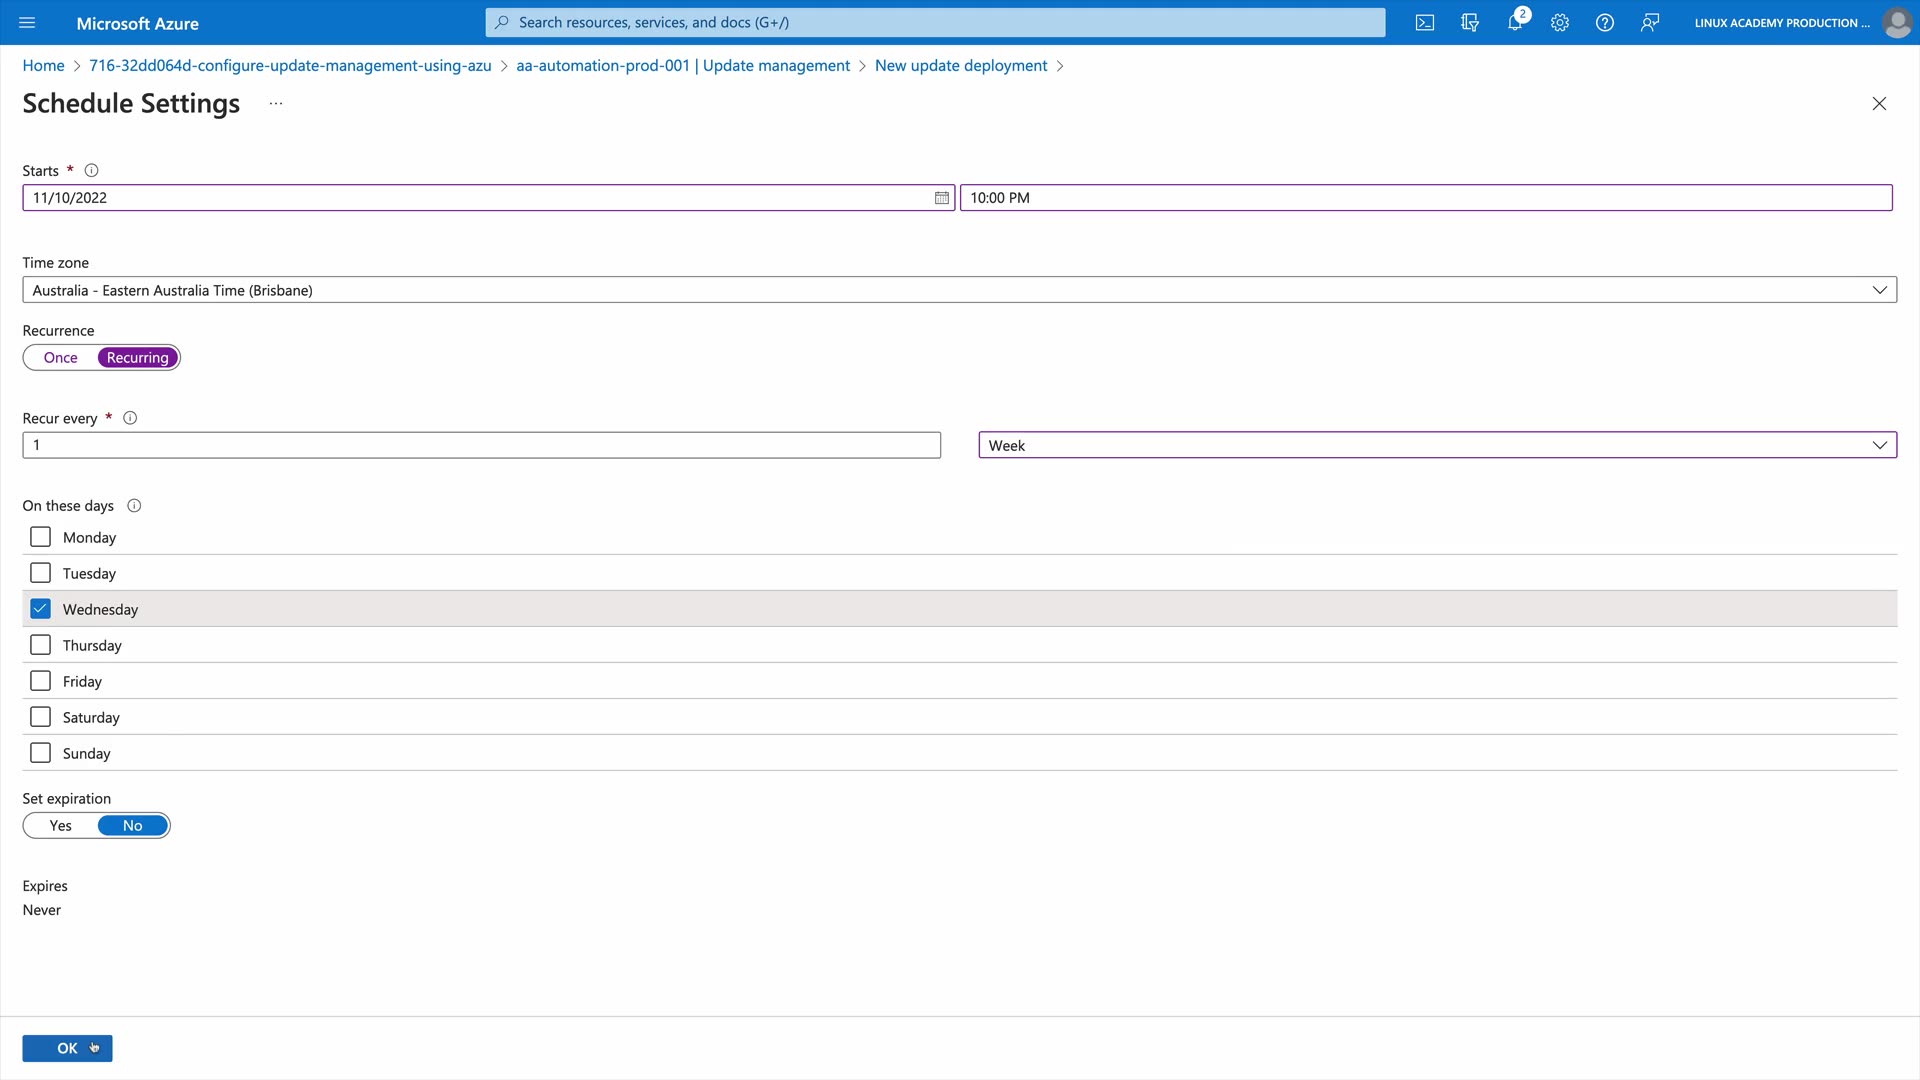 Microsoft Azure
Search resources, services, and docs (G+/)
2
LINUX ACADEMY PRODUCTION ...
Home > 716-32dd064d-configure-update-management-using-azu > aa-automation-prod-001 | Update management > New update deployment >
Schedule Settings ...
Starts *
11/10/2022
10:00 PM
Time zone
Australia - Eastern Australia Time (Brisbane)
Recurrence
Once Recurring
Recur every *
1
Week
On these days
Monday
Tuesday
Wednesday
Thursday
Friday
Saturday
Sunday
Set expiration
Yes No
Expires
Never
OK